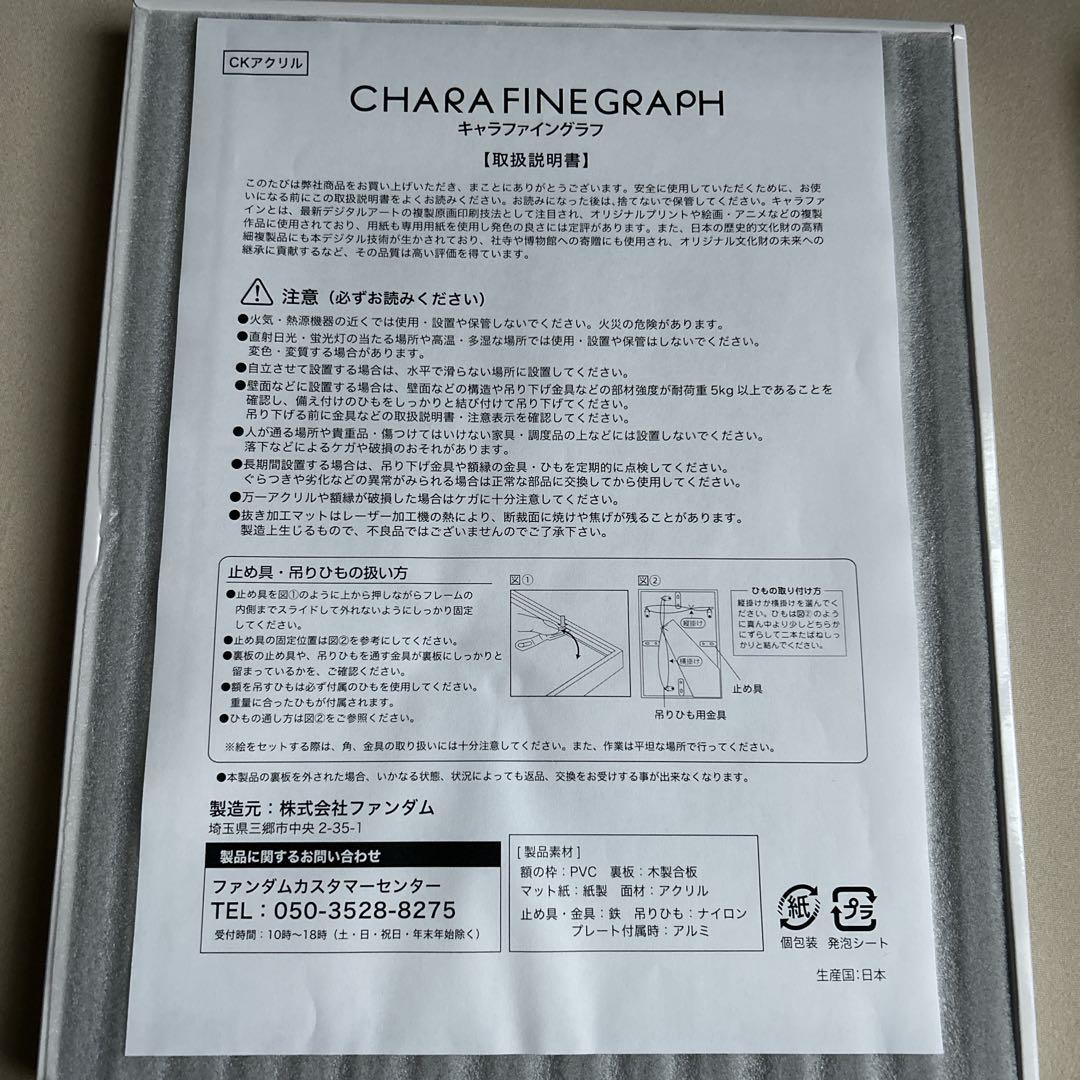 CKアクリル
CHARA FINE GRAPH
キャラファイングラフ
【取扱説明書】
このたびは弊社商品をお買い上げいただき、まことにありがとうございます。安全に使用していただくために、お使
いになる前にこの取扱説明書をよくお読みください。お読みになった後は、捨てないで保管してください。キャラファ
インとは、最新デジタルアートの複製原画印刷技法として注目され、オリジナルプリントや絵画・アニメなどの複製
作品に使用されており、用紙も専用用紙を使用し発色の良さには定評があります。また、日本の歴史的文化財の高精
細複製品にも本デジタル技術が生かされており、社寺や博物館への寄贈にも使用され、オリジナル文化財の未来への
継承に貢献するなど、その品質は高い評価を得ています。
注意（必ずお読みください）
●火気・熱源機器の近くでは使用・設置や保管しないでください。火災の危険があります。
●直射日光・蛍光灯の当たる場所や高温・多湿な場所では使用・設置や保管はしないでください。
変色・変質する場合があります。
●自立させて設置する場合は、水平で滑らない場所に設置してください。
●壁面などに設置する場合は、壁面などの構造や吊り下げ金具などの部材強度が耐荷重5kg以上であることを
確認し、備え付けのひもをしっかりと結び付けて吊り下げてください。
吊り下げる前に金具などの取扱説明書・注意表示を確認してください。
●人が通る場所や貴重品・傷つけてはいけない家具・調度品の上などには設置しないでください。
落下などによるケガや破損のおそれがあります。
●長期間設置する場合は、吊り下げ金具や額縁の金具・ひもを定期的に点検してください。
ぐらつきや劣化などの異常がみられる場合は正常な部品に交換してから使用してください。
●万一アクリルや額縁が破損した場合はケガに十分注意してください。
●抜き加工マットはレーザー加工機の熱により、断裁面に焼けや焦げが残ることがあります。
製造上生じるもので、不良品ではございませんのでご了承下さい。
止め具・吊りひもの扱い方
●止め具を図①のように上から押しながらフレームの
内側までスライドして外れないようにしっかり固定
してください。
●止め具の固定位置は図②を参考にしてください。
●裏板の止め具や、吊りひもを通す金具が裏板にしっかりと
留まっているかを、ご確認ください。
●額を吊すひもは必ず付属のひもを使用してください。
重量に合ったひもが付属されます。
●ひもの通し方は図②をご参照ください。
図①
図②
縦掛け
横掛け
止め具
吊りひも用金具
ひもの取り付け方
縦掛けか横掛けを選んでく
ださい。ひもは図②のよう
に真ん中より少しどちらか
にずらして二本たばねしっ
かりと結んでください。
※絵をセットする際は、角、金具の取り扱いには十分注意してください。また、作業は平坦な場所で行ってください。
●本製品の裏板を外された場合、いかなる状態、状況によっても返品、交換をお受けする事が出来なくなります。
製造元：株式会社ファンダム
埼玉県三郷市中央2-35-1
製品に関するお問い合わせ
ファンダムカスタマーセンター
TEL：050-3528-8275
受付時間：10時〜18時（土・日・祝日・年末年始除く）
[ 製品素材 ]
額の枠：PVC 裏板：木製合板
マット紙：紙製 面材：アクリル
止め具・金具：鉄 吊りひも：ナイロン
プレート付属時：アルミ
紙
個包装
プラ
発泡シート
生産国：日本